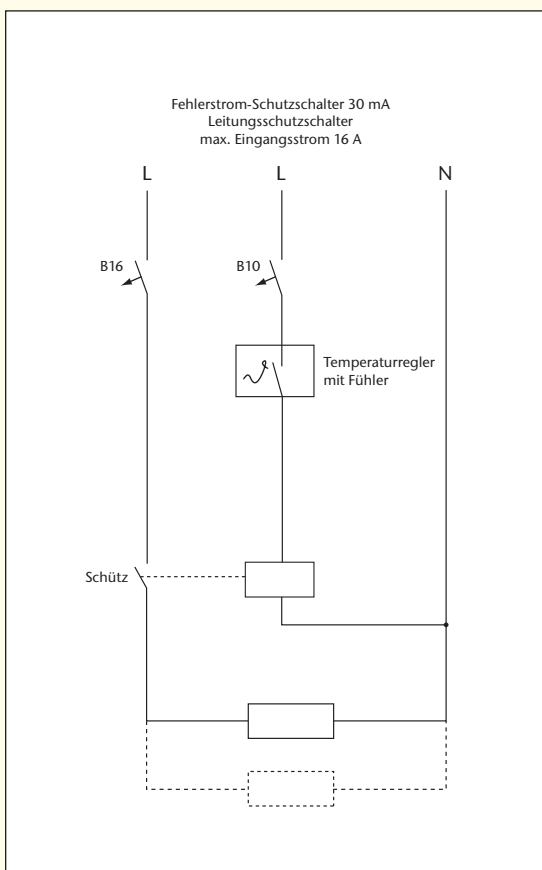 Fehlerstrom-Schutzschalter 30 mA
Leitungsschutzschalter
max. Eingangsstrom 16 A
L L N
B16 B10
Temperaturregler
mit Fühler
Schütz